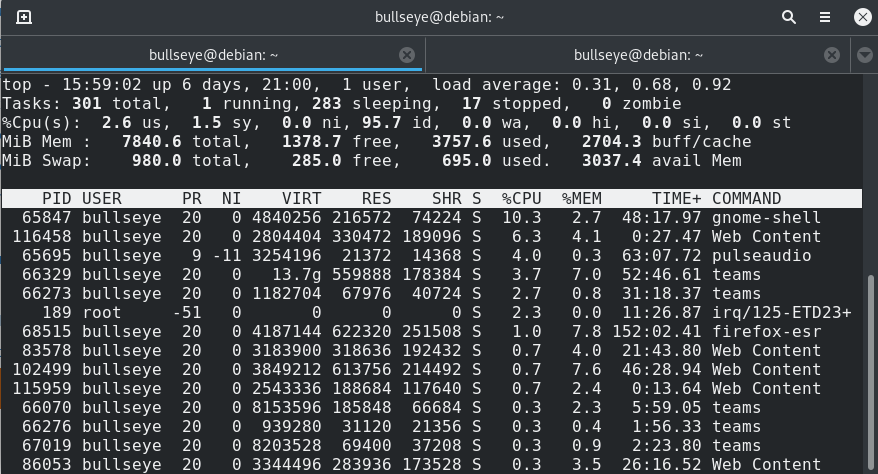 bullseye@debian: ~
bullseye@debian: ~ bullseye@debian: ~
top - 15:59:02 up 6 days, 21:00,  1 user,  load average: 0.31, 0.68, 0.92
Tasks: 301 total,   1 running, 283 sleeping,  17 stopped,   0 zombie
%Cpu(s):  2.6 us,  1.5 sy,  0.0 ni, 95.7 id,  0.0 wa,  0.0 hi,  0.0 si,  0.0 st
MiB Mem :   7840.6 total,   1378.7 free,   3757.6 used,   2704.3 buff/cache
MiB Swap:    980.0 total,    285.0 free,    695.0 used.   3037.4 avail Mem
PID USER      PR  NI    VIRT    RES    SHR S  %CPU  %MEM     TIME+ COMMAND
65847 bullseye  20   0 4840256 216572  74224 S  10.3   2.7  48:17.97 gnome-shell
116458 bullseye  20   0 2804404 330472 189096 S   6.3   4.1   0:27.47 Web Content
65695 bullseye   9 -11 3254196  21372  14368 S   4.0   0.3  63:07.72 pulseaudio
66329 bullseye  20   0   13.7g 559888 178384 S   3.7   7.0  52:46.61 teams
66273 bullseye  20   0 1182704  67976  40724 S   2.7   0.8  31:18.37 teams
189 root     -51   0       0      0      0 S   2.3   0.0  11:26.87 irq/125-ETD23+
68515 bullseye  20   0 4187144 622320 251508 S   1.0   7.8 152:02.41 firefox-esr
83578 bullseye  20   0 3183900 318636 192432 S   0.7   4.0  21:43.80 Web Content
102499 bullseye  20   0 3849212 613756 214492 S   0.7   7.6  46:28.94 Web Content
115959 bullseye  20   0 2543336 188684 117640 S   0.7   2.4   0:13.64 Web Content
66070 bullseye  20   0 8153596 185848  66684 S   0.3   2.3   5:59.05 teams
66276 bullseye  20   0  939280  31120  21356 S   0.3   0.4   1:56.33 teams
67019 bullseye  20   0 8203528  69400  37208 S   0.3   0.9   2:23.80 teams
86053 bullseye  20   0 3344496 283936 173528 S   0.3   3.5  26:16.52 Web Content